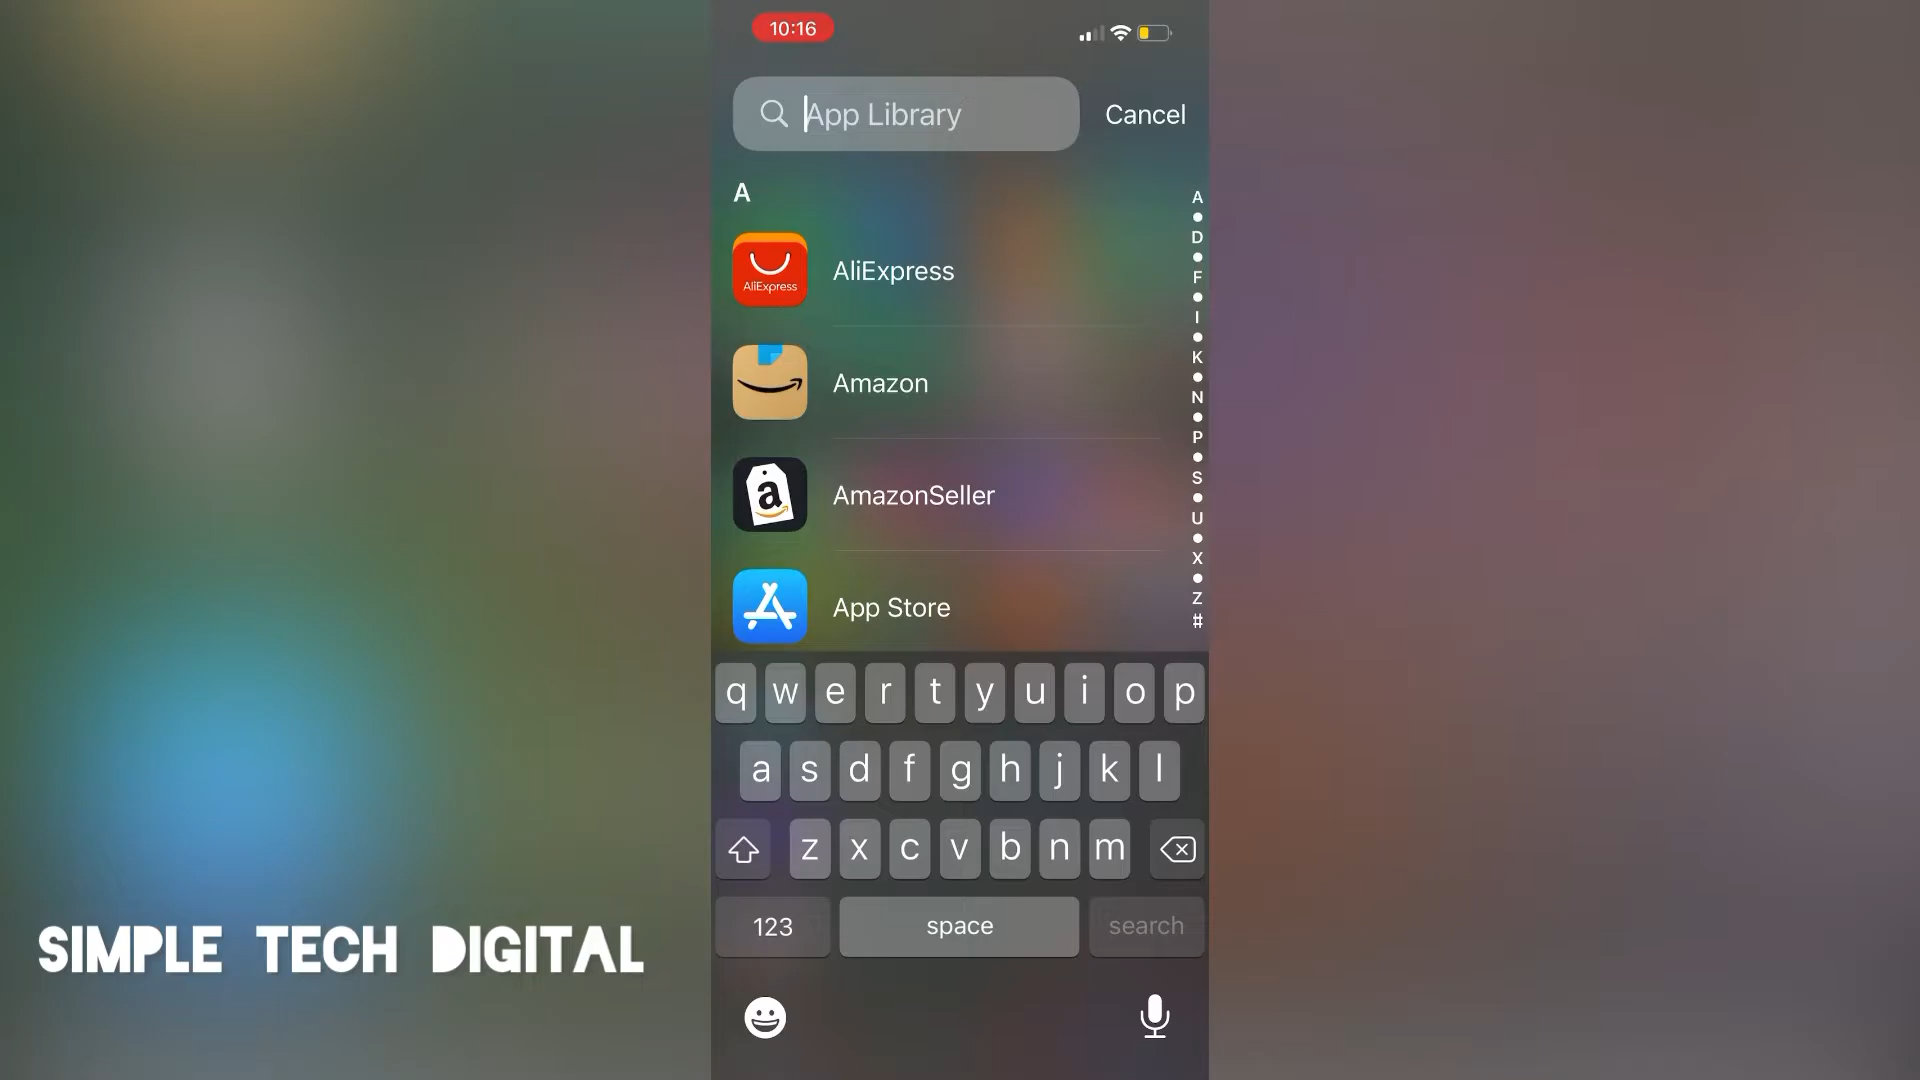 10:16
App Library
Cancel
A
AliExpress
AliExpress
Amazon
a
AmazonSeller
App Store
A
D
F
I
K
N
P
S
U
X
Z
#
q w e r t y u i o p
a s d f g h j k l
z x c v b n m
123 space search
SIMPLE TECH DIGITAL